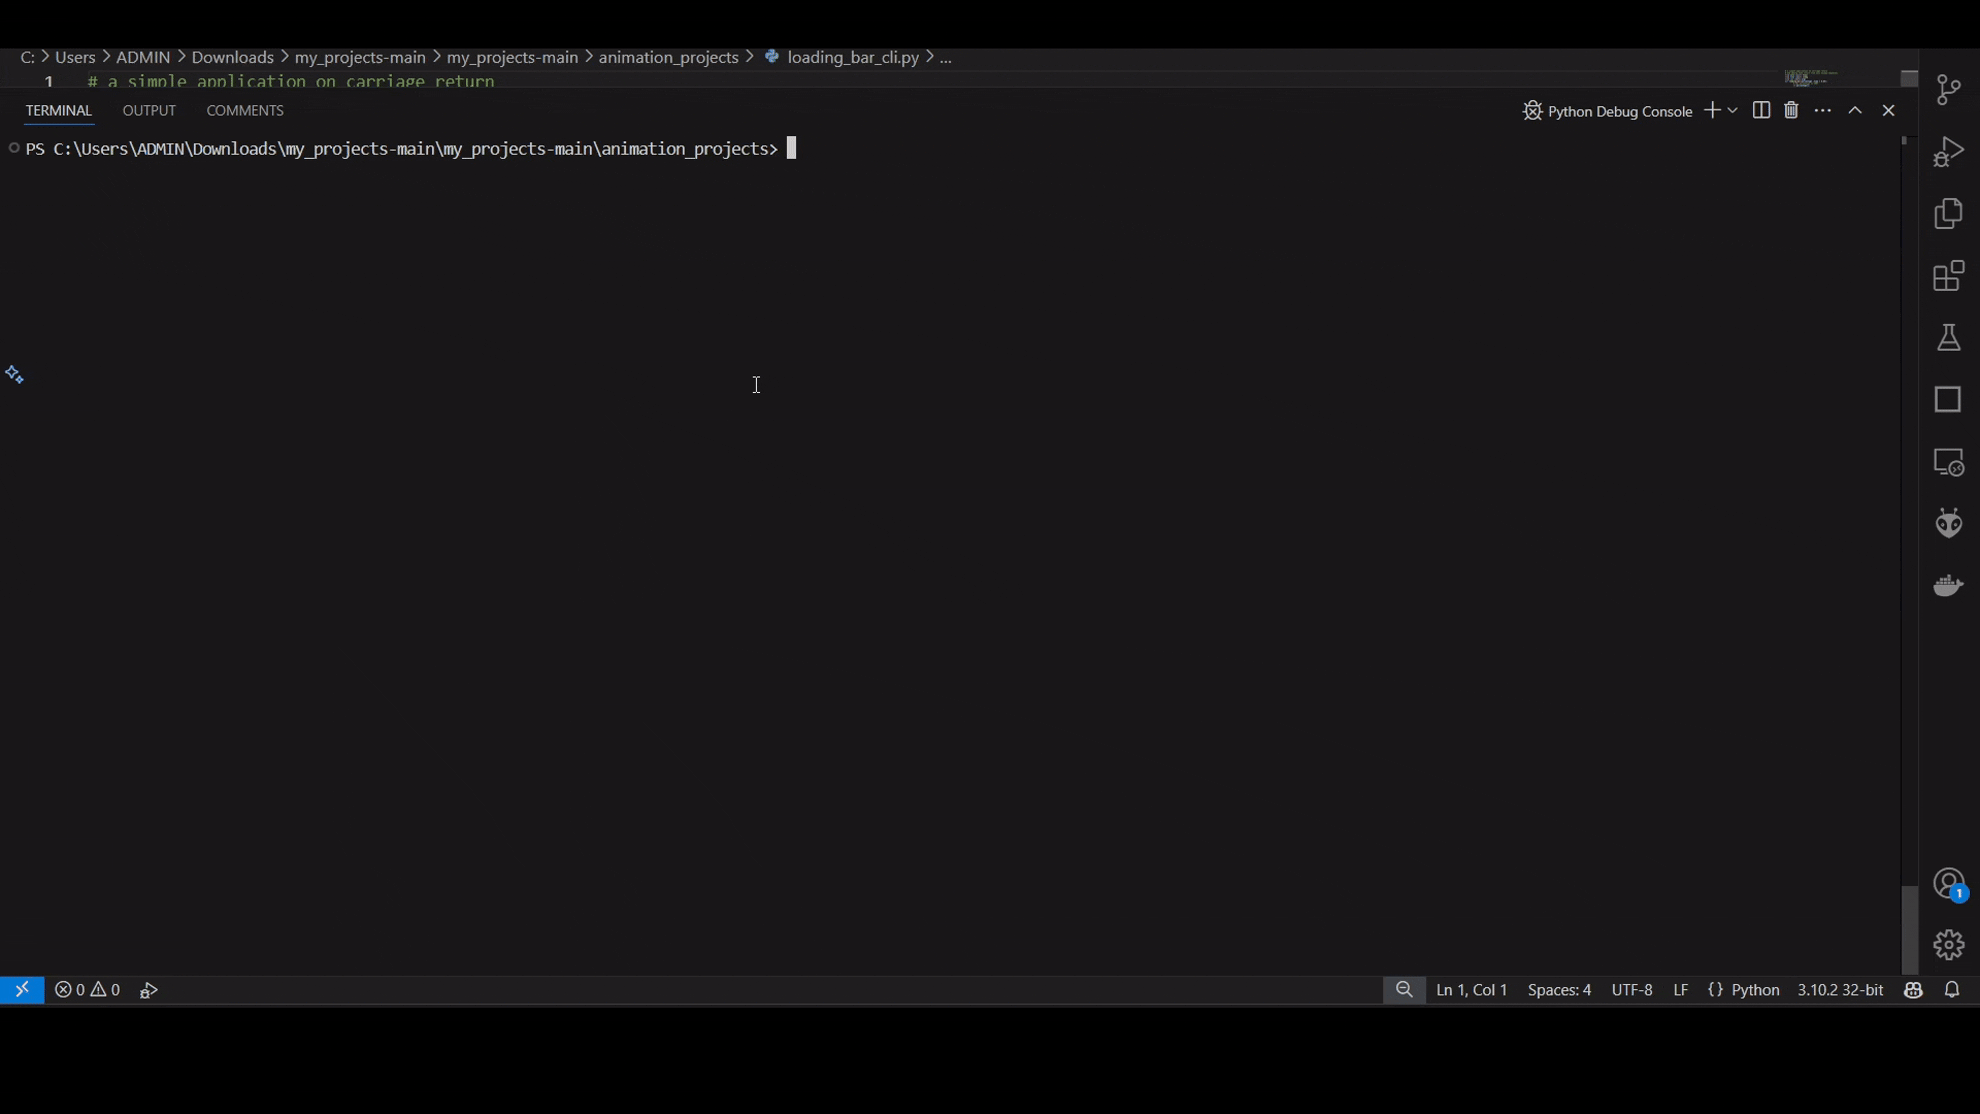 C: > Users > ADMIN > Downloads > my_projects-main > my_projects-main > animation_projects > loading_bar_cli.py > ...
1 # a simple application on carriage return
TERMINAL OUTPUT COMMENTS Python Debug Console
PS C:\Users\ADMIN\Downloads\my_projects-main\my_projects-main\animation_projects>
1
0 0 Ln 1, Col 1 Spaces: 4 UTF-8 LF {} Python 3.10.2 32-bit